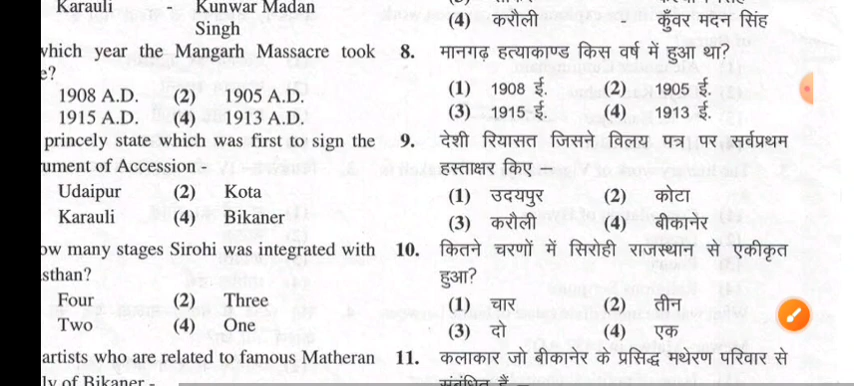 Karauli - Kunwar Madan
Singh
which year the Mangarh Massacre took
e?
1908 A.D. (2) 1905 A.D.
1915 A.D. (4) 1913 A.D.
princely state which was first to sign the
ument of Accession -
Udaipur (2) Kota
Karauli (4) Bikaner
ow many stages Sirohi was integrated with
sthan?
Four (2) Three
Two (4) One
artists who are related to famous Matheran
ly of Bikaner -
(4) करौली - कुँवर मदन सिंह
8. मानगढ़ हत्याकाण्ड किस वर्ष में हुआ था?
(1) 1908 ई. (2) 1905 ई.
(3) 1915 ई. (4) 1913 ई.
9. देशी रियासत जिसने विलय पत्र पर सर्वप्रथम
हस्ताक्षर किए -
(1) उदयपुर (2) कोटा
(3) करौली (4) बीकानेर
10. कितने चरणों में सिरोही राजस्थान से एकीकृत
हुआ?
(1) चार (2) तीन
(3) दो (4) एक
11. कलाकार जो बीकानेर के प्रसिद्ध मथेरण परिवार से
संबंधित हैं -